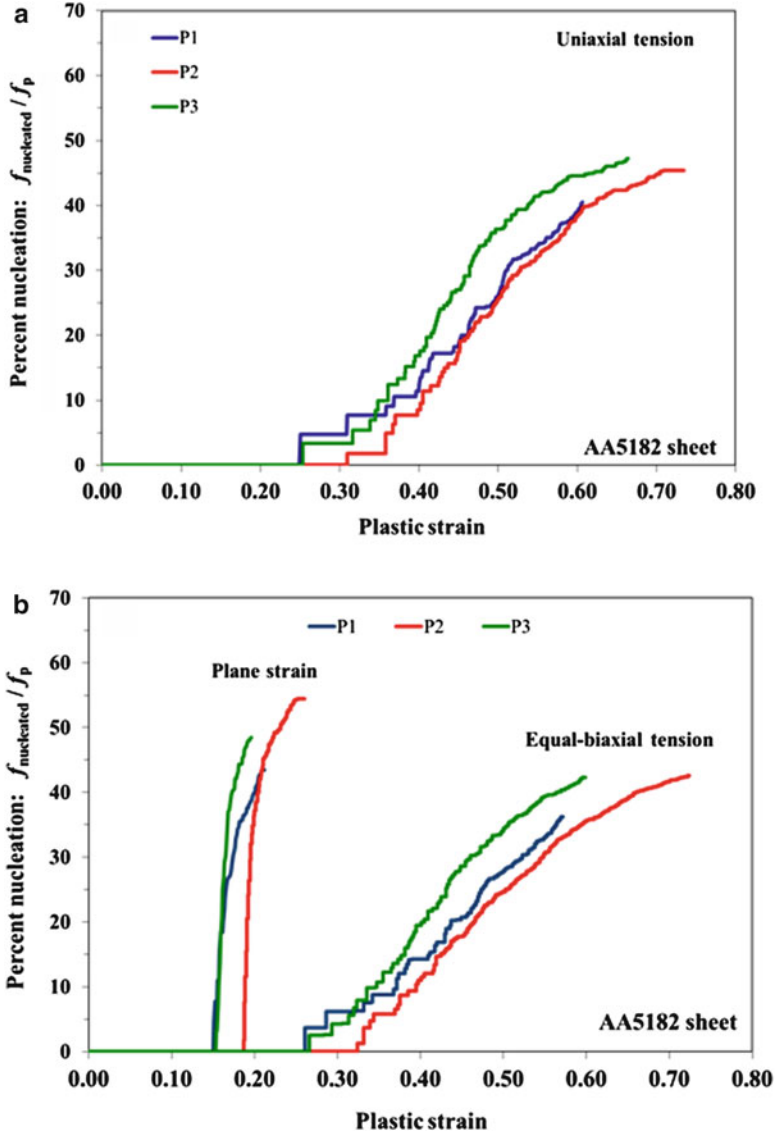 a
70
60
50
40
30
20
10
0
Percent nucleation: fnucleated / fp
P1
P2
P3
Uniaxial tension
AA5182 sheet
0.00 0.10 0.20 0.30 0.40 0.50 0.60 0.70 0.80
Plastic strain
b
70
60
50
40
30
20
10
0
Percent nucleation: fnucleated / fp
P1 P2 P3
Plane strain
Equal-biaxial tension
AA5182 sheet
0.00 0.10 0.20 0.30 0.40 0.50 0.60 0.70 0.80
Plastic strain